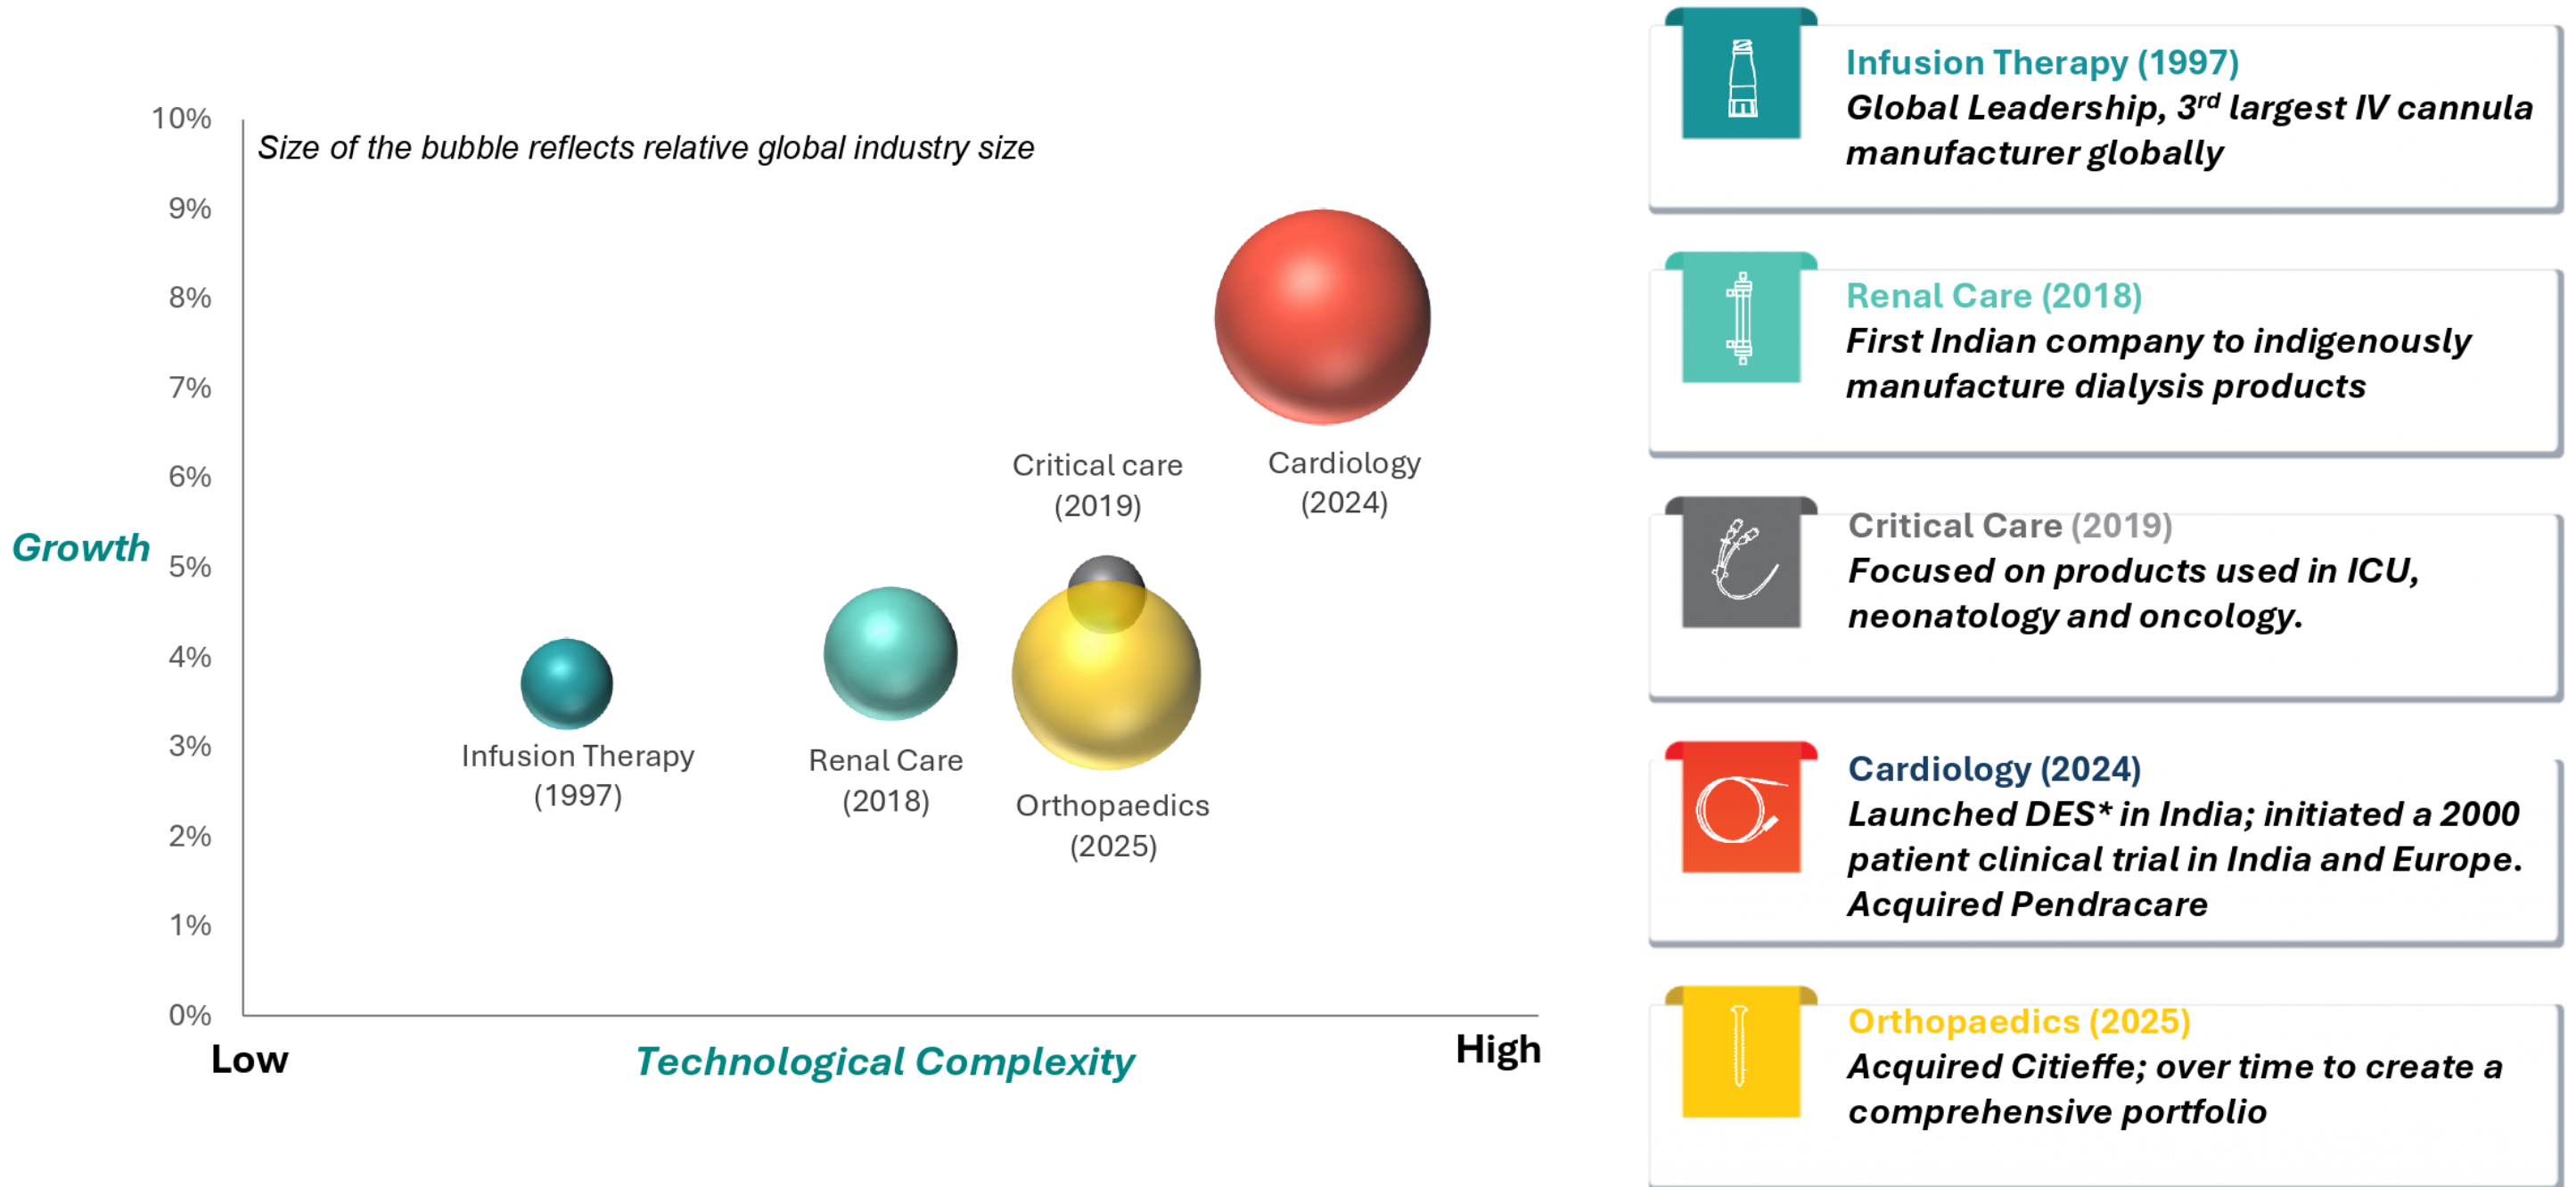 10%
Size of the bubble reflects relative global industry size
9%
8%
7%
6%
5%
4%
3%
2%
1%
0%
Growth
Critical care
(2019)
Cardiology
(2024)
Infusion Therapy
(1997)
Renal Care
(2018)
Orthopaedics
(2025)
Low
Technological Complexity
High
Infusion Therapy (1997)
Global Leadership, 3rd largest IV cannula
manufacturer globally
Renal Care (2018)
First Indian company to indigenously
manufacture dialysis products
Critical Care (2019)
Focused on products used in ICU,
neonatology and oncology.
Cardiology (2024)
Launched DES* in India; initiated a 2000
patient clinical trial in India and Europe.
Acquired Pendracare
Orthopaedics (2025)
Acquired Citieffe; over time to create a
comprehensive portfolio